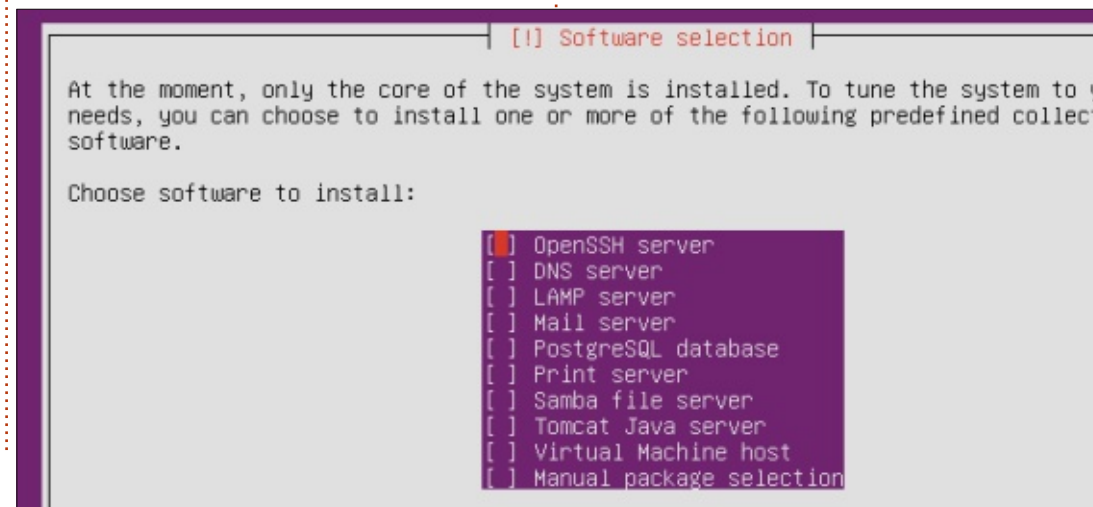 [!] Software selection
At the moment, only the core of the system is installed. To tune the system to
needs, you can choose to install one or more of the following predefined collec
software.
Choose software to install:
[ ] OpenSSH server
[ ] DNS server
[ ] LAMP server
[ ] Mail server
[ ] PostgreSQL database
[ ] Print server
[ ] Samba file server
[ ] Tomcat Java server
[ ] Virtual Machine host
[ ] Manual package selection